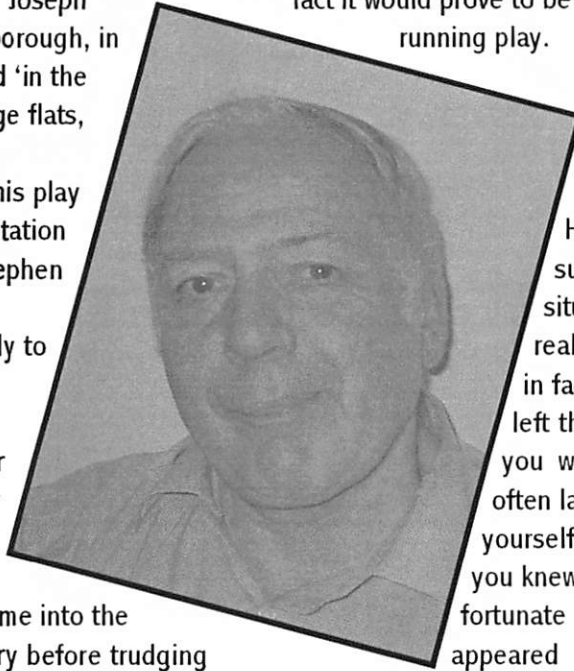 Joseph
orough, in
'in the
ge flats,
his play
tation
ephen
ly to
r
me into the
ry before trudging
fact it would prove to be
running play.
H
su
situ
real
in fa
left th
you w
often la
yourself
you knew
fortunate
appeared